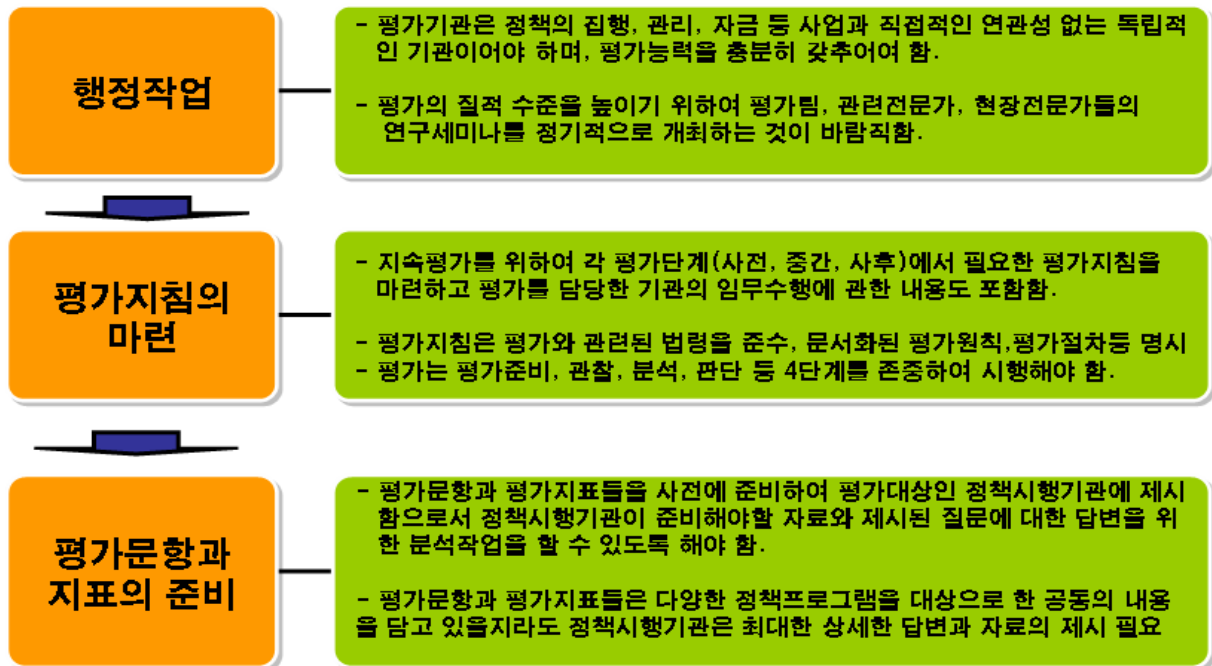 행정작업
- 평가기관은 정책의 집행, 관리, 자금 등 사업과 직접적인 연관성 없는 독립적
인 기관이어야 하며, 평가능력을 충분히 갖추어여 함.
- 평가의 질적 수준을 높이기 위하여 평가팀, 관련전문가, 현장전문가들의
연구세미나를 정기적으로 개최하는 것이 바람직함.
평가지침의
마련
- 지속평가를 위하여 각 평가단계(사전, 중간, 사후)에서 필요한 평가지침을
마련하고 평가를 담당한 기관의 임무수행에 관한 내용도 포함함.
- 평가지침은 평가와 관련된 법령을 준수, 문서화된 평가원칙,평가절차등 명시
- 평가는 평가준비, 관찰, 분석, 판단 등 4단계를 존중하여 시행해야 함.
평가문항과
지표의 준비
- 평가문항과 평가지표들을 사전에 준비하여 평가대상인 정책시행기관에 제시
함으로서 정책시행기관이 준비해야할 자료와 제시된 질문에 대한 답변을 위
한 분석작업을 할 수 있도록 해야 함.
- 평가문항과 평가지표들은 다양한 정책프로그램을 대상으로 한 공동의 내용
을 담고 있을지라도 정책시행기관은 최대한 상세한 답변과 자료의 제시 필요